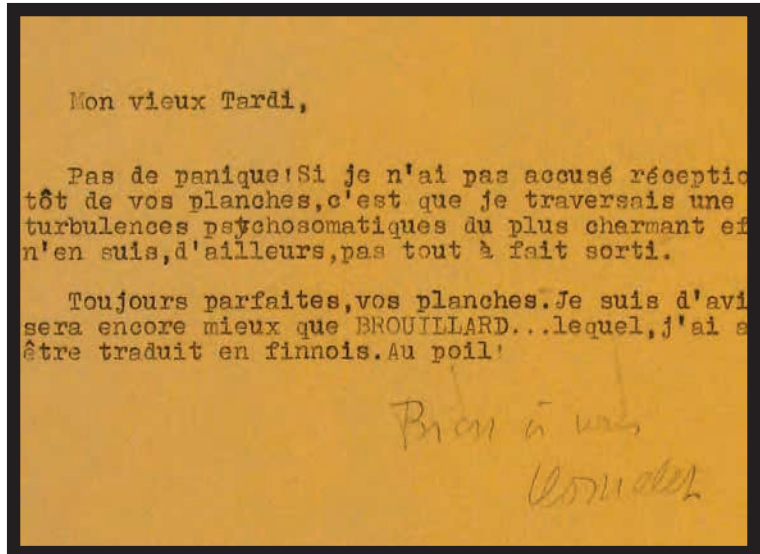 Mon vieux Tardi,
Pas de panique!Si je n'ai pas accusé réceptio
tôt de vos planches,c'est que je traversais une
turbulences psychosomatiques du plus charmant ef
n'en suis,d'ailleurs,pas tout à fait sorti.
Toujours parfaites,vos planches.Je suis d'avi
sera encore mieux que BROUILLARD...lequel,j'ai a
être traduit en finnois.Au poil!
Bien à vous